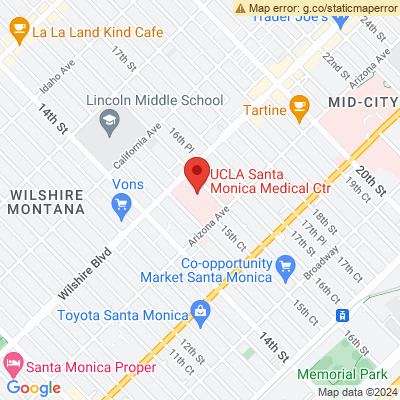 Map error: g.co/staticmaperror
Trader Joe's
24th St
La La Land Kind Cafe
17th St
22nd St
Arizona Ave
Idaho Ave
Lincoln Middle School
Tartine
MID-CITY
14th St
California Ave
16th Pl
UCLA Santa
Monica Medical Ctr
20th St
19th Ct
Vons
WILSHIRE
MONTANA
18th St
17th Pl
17th St
Arizona Ave
15th Ct
Broadway
17th Ct
Wilshire Blvd
Co-opportunity
Market Santa Monica
16th Ct
15th Ct
Toyota Santa Monica
14th St
12th St
11th Ct
Santa Monica Proper
Memorial Park
Google
Map data ©2024